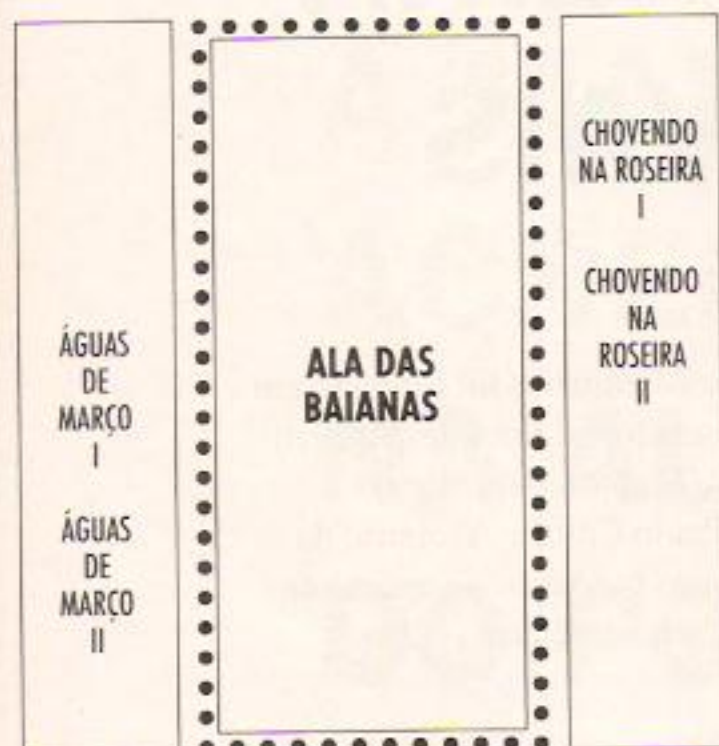 ÁGUAS
DE
MARÇO
I
ÁGUAS
DE
MARÇO
II
ALA DAS
BAIANAS
CHOVENDO
NA ROSEIRA
I
CHOVENDO
NA
ROSEIRA
II